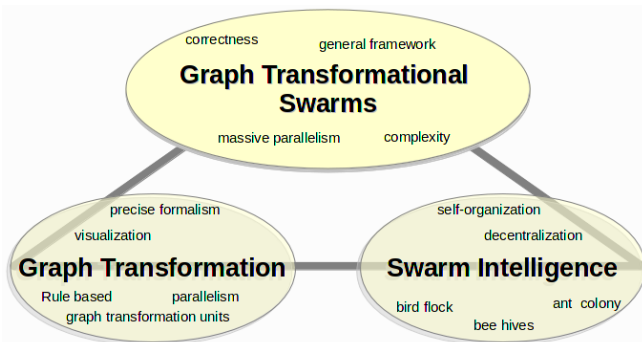 correctness
general framework
Graph Transformational
Swarms
massive parallelism
complexity
precise formalism
visualization
Graph Transformation
Rule based
parallelism
graph transformation units
self-organization
decentralization
Swarm Intelligence
bird flock
ant colony
bee hives